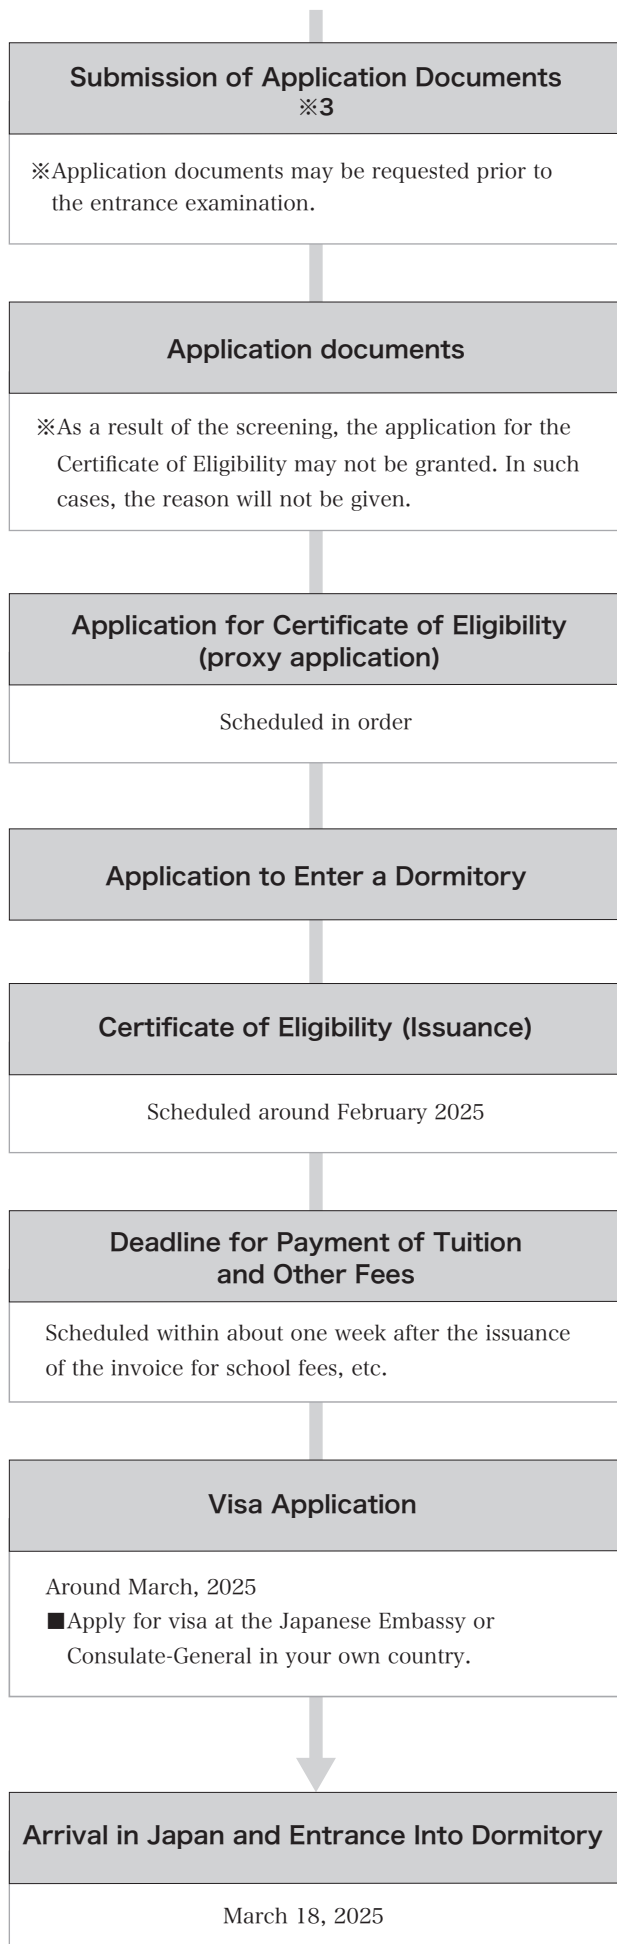 Submission of Application Documents
※3
※Application documents may be requested prior to
the entrance examination.
Application documents
※As a result of the screening, the application for the
Certificate of Eligibility may not be granted. In such
cases, the reason will not be given.
Application for Certificate of Eligibility
(proxy application)
Scheduled in order
Application to Enter a Dormitory
Certificate of Eligibility (Issuance)
Scheduled around February 2025
Deadline for Payment of Tuition
and Other Fees
Scheduled within about one week after the issuance
of the invoice for school fees, etc.
Visa Application
Around March, 2025
■Apply for visa at the Japanese Embassy or
Consulate-General in your own country.
Arrival in Japan and Entrance Into Dormitory
March 18, 2025